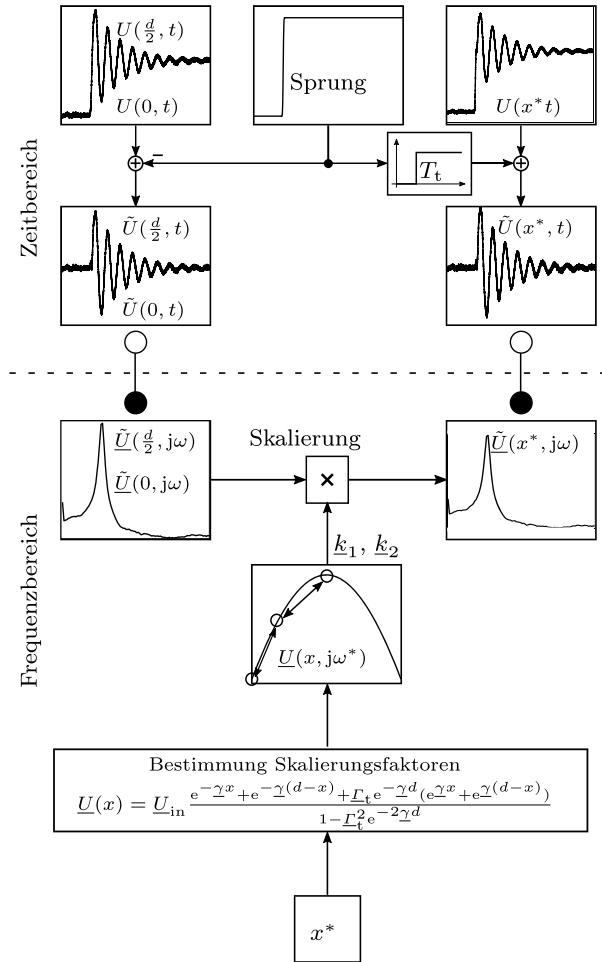 U(d/2, t)
U(0, t)
Sprung
U(x* t)
−
T_t
Zeitbereich
Ũ(d/2, t)
Ũ(0, t)
Ũ(x*, t)
Ũ(d/2, jω)
Ũ(0, jω)
Skalierung
×
Ũ(x*, jω)
k_1, k_2
Frequenzbereich
U(x, jω*)
Bestimmung Skalierungsfaktoren
U(x) = U_in (e^{−γx}+e^{−γ(d−x)}+Γ_t e^{−γd}(e^{γx}+e^{γ(d−x)}))/(1−Γ_t^2 e^{−2γd})
x*